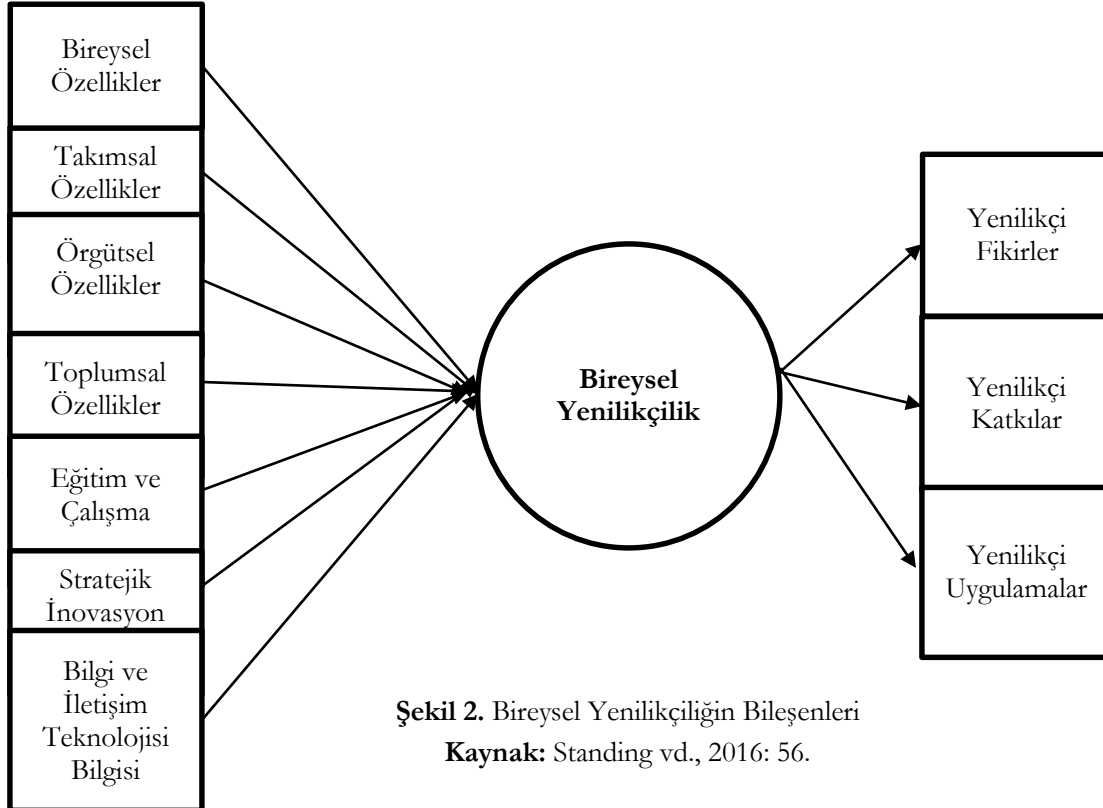 Bireysel
Özellikler
Takımsal
Özellikler
Örgütsel
Özellikler
Toplumsal
Özellikler
Eğitim ve
Çalışma
Stratejik
İnovasyon
Bilgi ve
İletişim
Teknolojisi
Bilgisi
Bireysel
Yenilikçilik
Yenilikçi
Fikirler
Yenilikçi
Katkılar
Yenilikçi
Uygulamalar
Şekil 2. Bireysel Yenilikçiliğin Bileşenleri
Kaynak: Standing vd., 2016: 56.